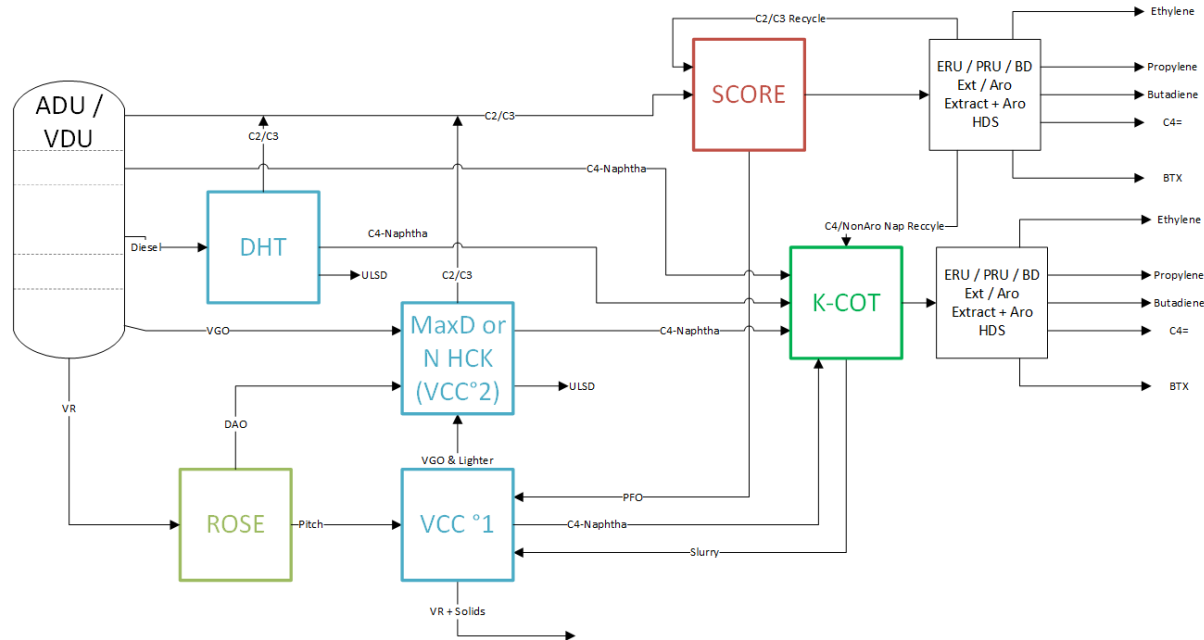 C2/C3 Recycle
Ethylene
ADU /
VDU
SCORE
ERU / PRU / BD
Ext / Aro
Extract + Aro
HDS
Propylene
Butadiene
C4=
BTX
C2/C3
C2/C3
C4-Naphtha
Diesel
DHT
C4-Naphtha
ULSD
C2/C3
C4/NonAro Nap Reccyle
Ethylene
K-COT
ERU / PRU / BD
Ext / Aro
Extract + Aro
HDS
Propylene
Butadiene
C4=
BTX
VGO
MaxD or
N HCK
(VCC°2)
C4-Naphtha
ULSD
VR
DAO
VGO & Lighter
ROSE
Pitch
VCC °1
PFO
C4-Naphtha
Slurry
VR + Solids